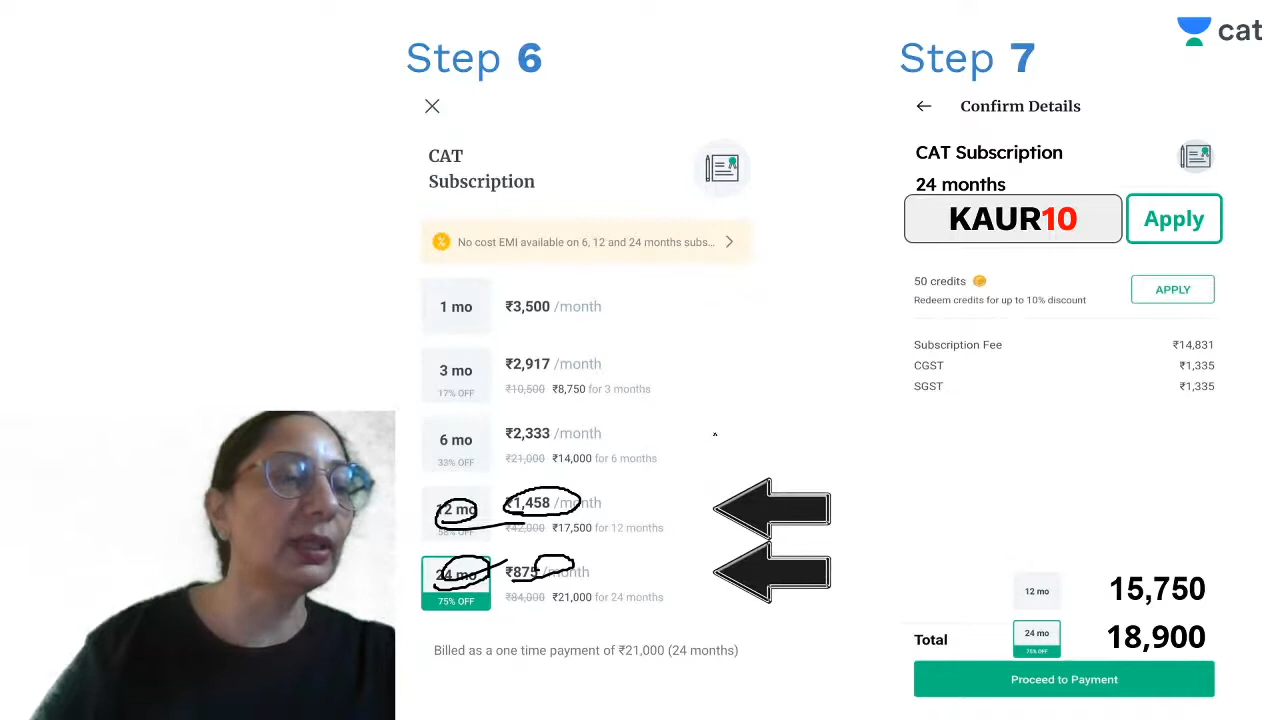 cat
Step 6
CAT
Subscription
No cost EMI available on 6, 12 and 24 months subs...
1 mo
₹3,500 /month
3 mo
17% OFF
₹2,917 /month
₹10,500 ₹8,750 for 3 months
6 mo
33% OFF
₹2,333 /month
₹21,000 ₹14,000 for 6 months
12 mo
58% OFF
₹1,458 /month
₹42,000 ₹17,500 for 12 months
24 mo
75% OFF
₹875 /month
₹84,000 ₹21,000 for 24 months
Billed as a one time payment of ₹21,000 (24 months)
Step 7
Confirm Details
CAT Subscription
24 months
KAUR10 Apply
50 credits
Redeem credits for up to 10% discount
APPLY
Subscription Fee ₹14,831
CGST ₹1,335
SGST ₹1,335
12 mo 15,750
Total 24 mo 18,900
75% OFF
Proceed to Payment